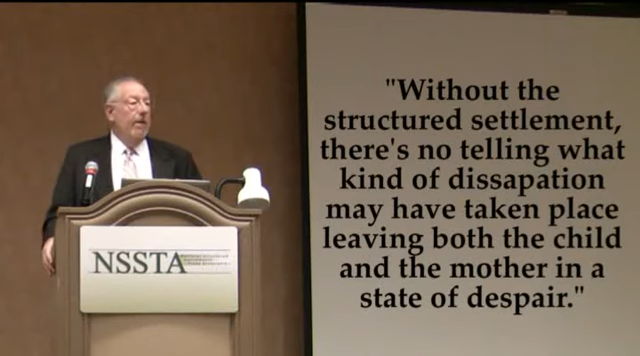 "Without the
structured settlement,
there's no telling what
kind of dissapation
may have taken place
leaving both the child
and the mother in a
state of despair."
NSSTA